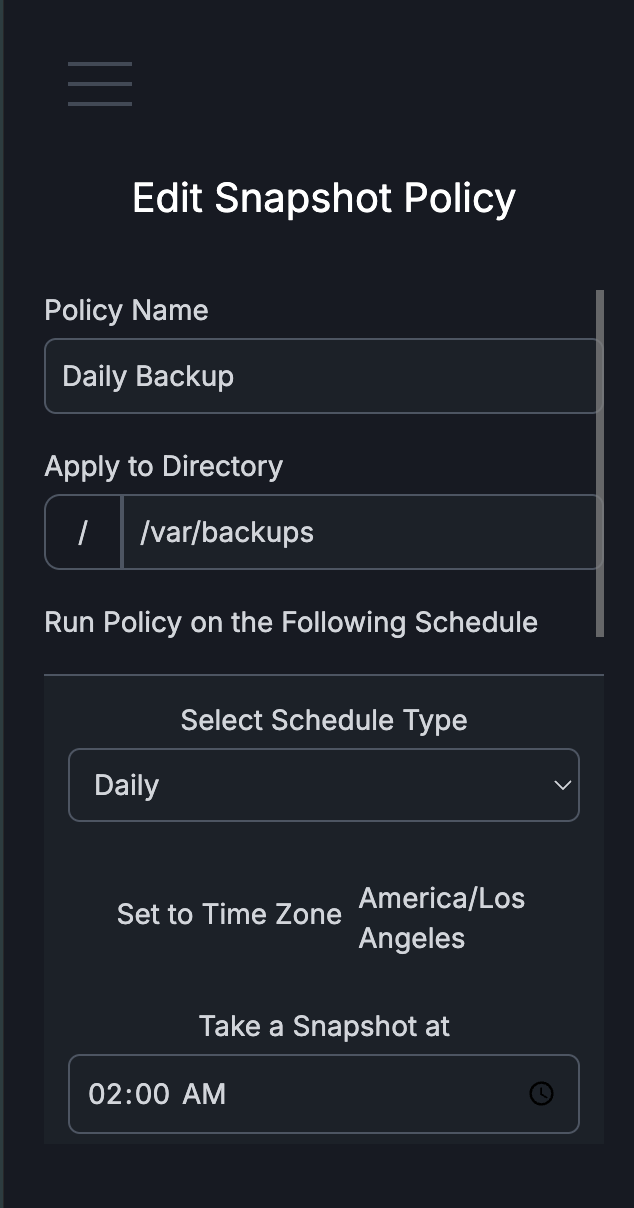 Edit Snapshot Policy
Policy Name
Daily Backup
Apply to Directory
/ /var/backups
Run Policy on the Following Schedule
Select Schedule Type
Daily
Set to Time Zone America/Los
Angeles
Take a Snapshot at
02:00 AM